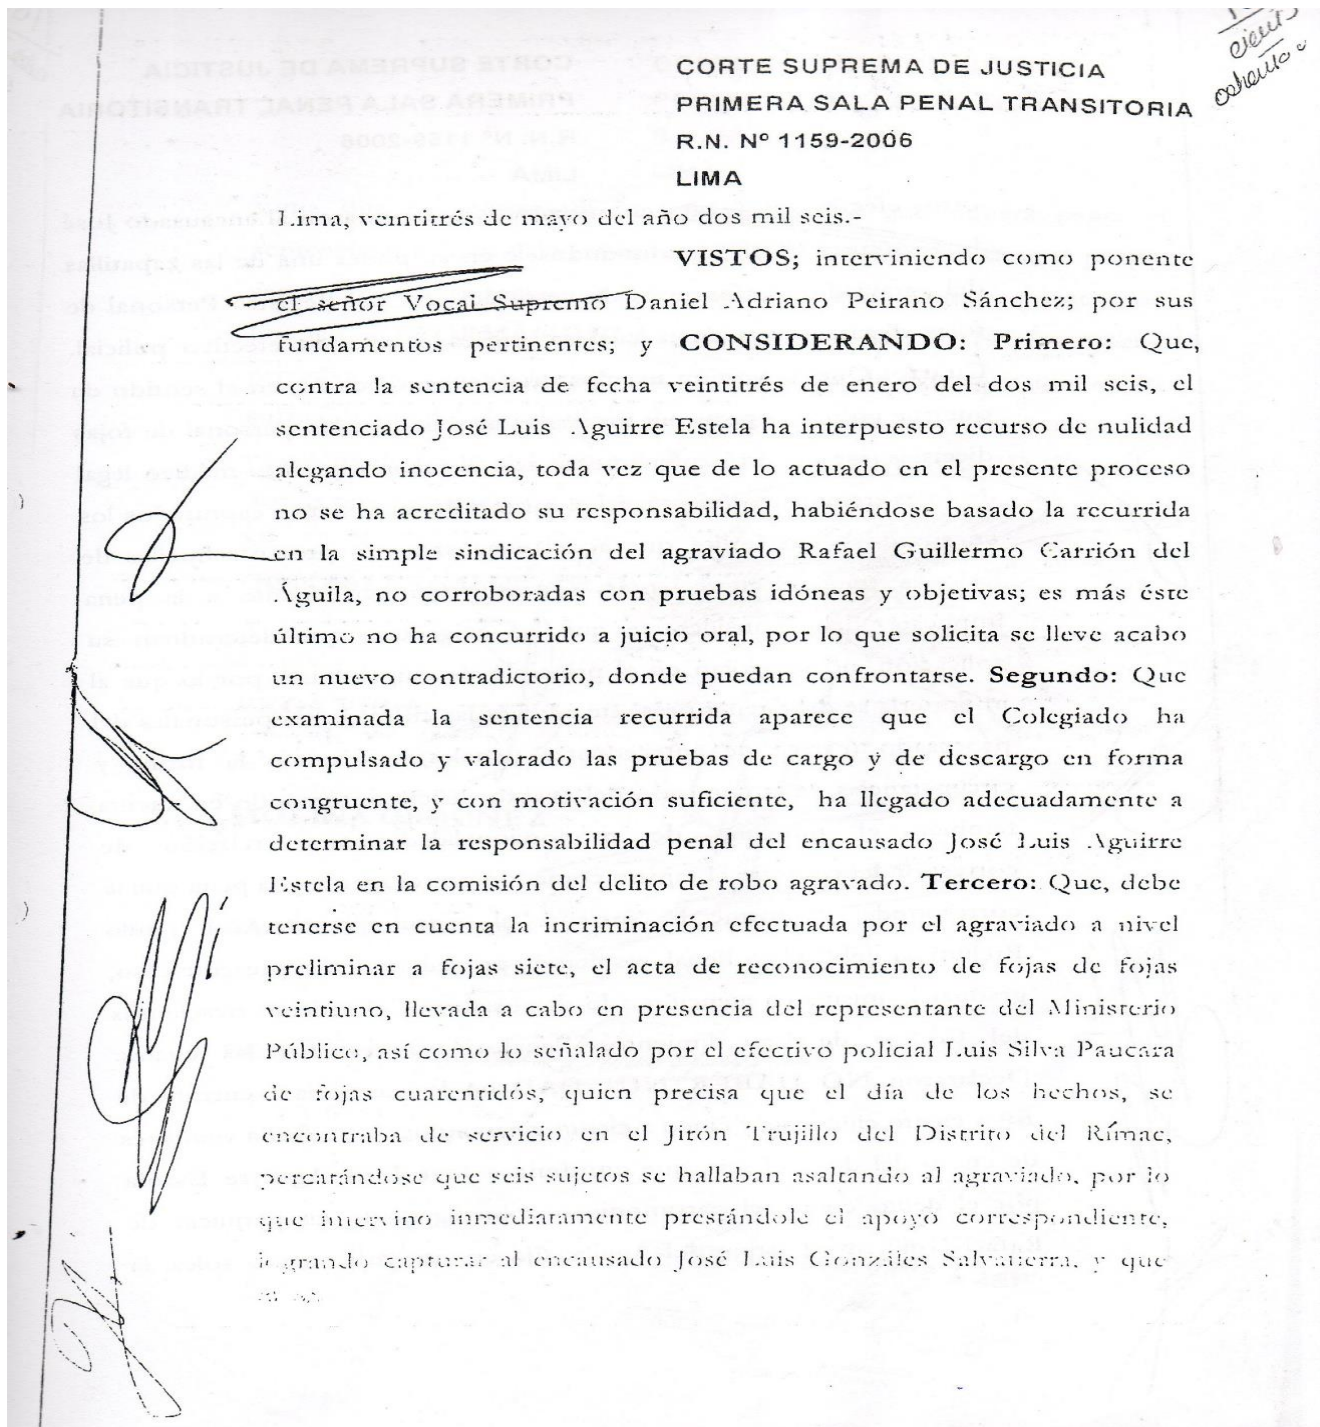 cient
ochenta
CORTE SUPREMA DE JUSTICIA
PRIMERA SALA PENAL TRANSITORIA
R.N. Nº 1159-2006
LIMA
Lima, veintitrés de mayo del año dos mil seis.-
VISTOS; interviniendo como ponente
el señor Vocal Supremo Daniel Adriano Peirano Sánchez; por sus
fundamentos pertinentes; y CONSIDERANDO: Primero: Que,
contra la sentencia de fecha veintitrés de enero del dos mil seis, el
sentenciado José Luis Aguirre Estela ha interpuesto recurso de nulidad
alegando inocencia, toda vez que de lo actuado en el presente proceso
no se ha acreditado su responsabilidad, habiéndose basado la recurrida
en la simple sindicación del agraviado Rafael Guillermo Carrión del
Águila, no corroboradas con pruebas idóneas y objetivas; es más éste
último no ha concurrido a juicio oral, por lo que solicita se lleve acabo
un nuevo contradictorio, donde puedan confrontarse. Segundo: Que
examinada la sentencia recurrida aparece que el Colegiado ha
compulsado y valorado las pruebas de cargo y de descargo en forma
congruente, y con motivación suficiente, ha llegado adecuadamente a
determinar la responsabilidad penal del encausado José Luis Aguirre
Estela en la comisión del delito de robo agravado. Tercero: Que, debe
tenerse en cuenta la incriminación efectuada por el agraviado a nivel
preliminar a fojas siete, el acta de reconocimiento de fojas de fojas
veintiuno, llevada a cabo en presencia del representante del Ministerio
Público, así como lo señalado por el efectivo policial Luis Silva Paucara
de fojas cuarentidós, quien precisa que el día de los hechos, se
encontraba de servicio en el Jirón Trujillo del Distrito del Rímac,
percatándose que seis sujetos se hallaban asaltando al agraviado, por lo
que intervino inmediatamente prestándole el apoyo correspondiente,
logrando capturar al encausado José Luis Gonzáles Salvatierra, y que